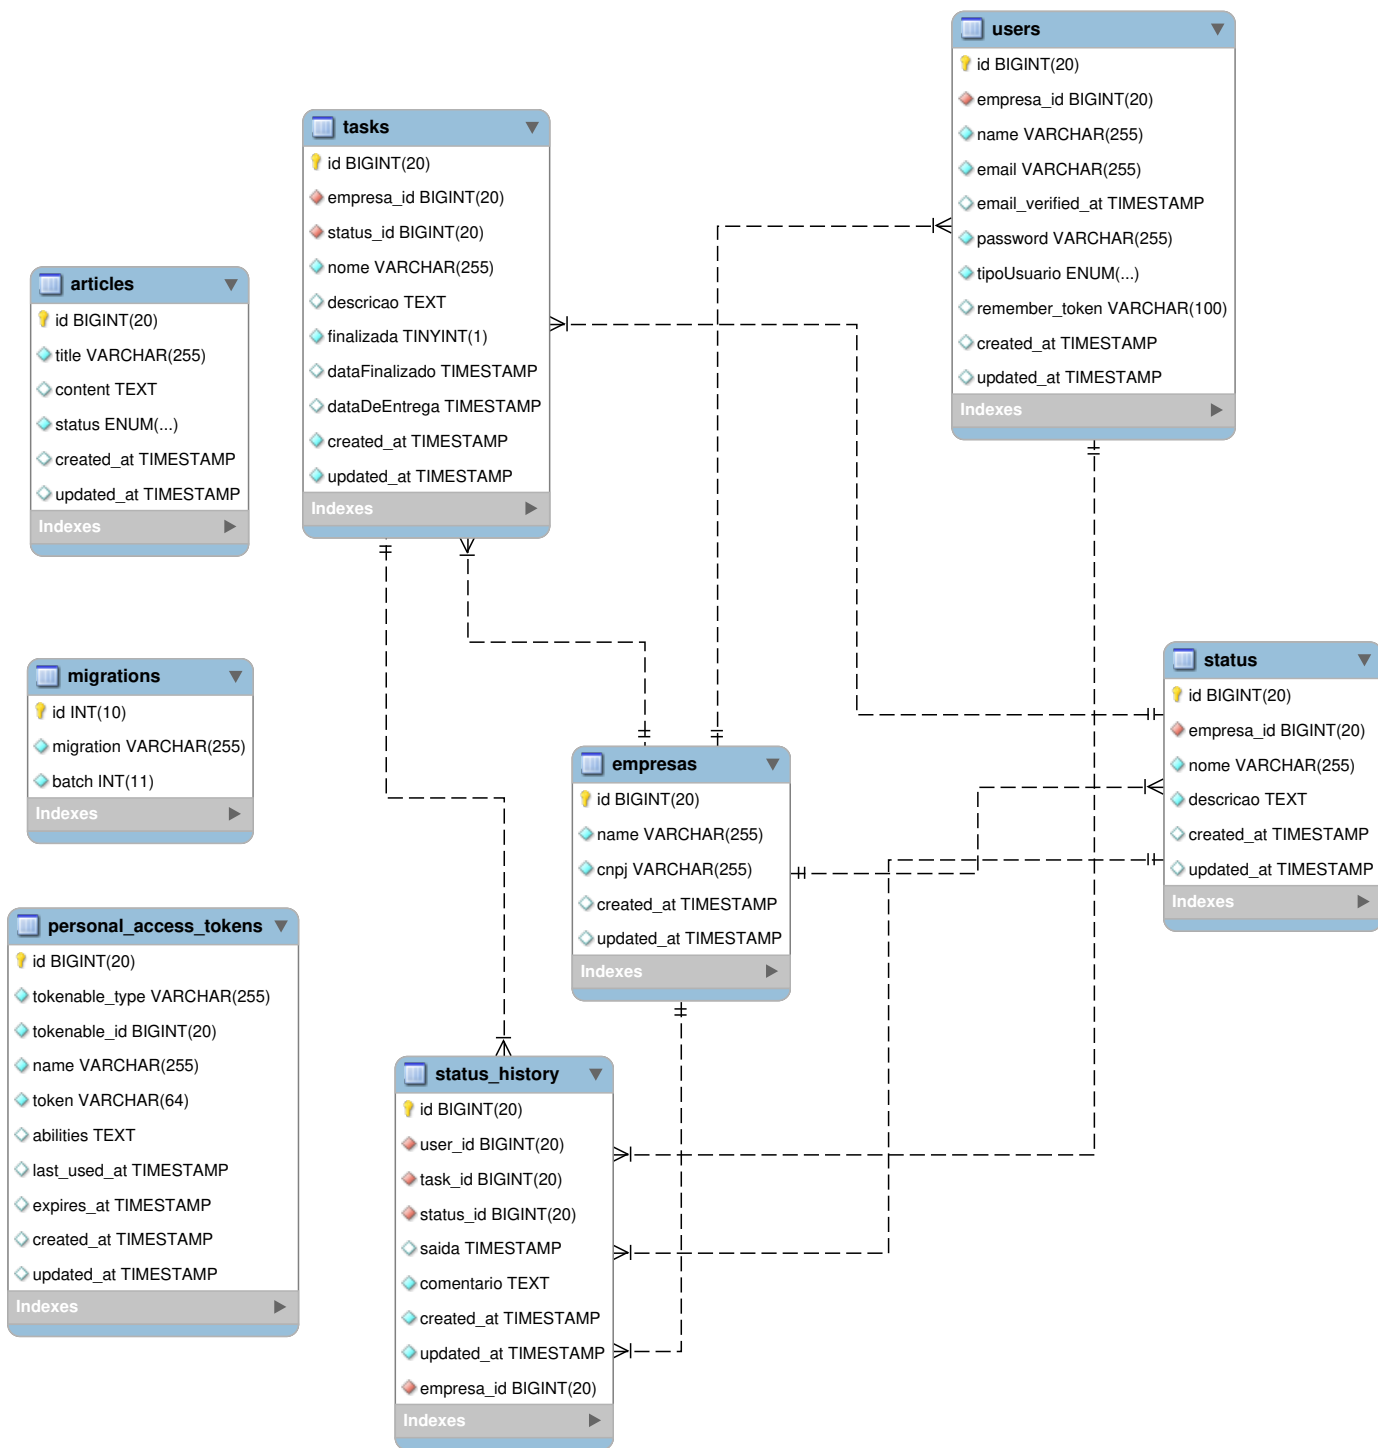 users
id BIGINT(20)
empresa_id BIGINT(20)
name VARCHAR(255)
email VARCHAR(255)
email_verified_at TIMESTAMP
password VARCHAR(255)
tipoUsuario ENUM(...)
remember_token VARCHAR(100)
created_at TIMESTAMP
updated_at TIMESTAMP
Indexes
tasks
id BIGINT(20)
empresa_id BIGINT(20)
status_id BIGINT(20)
nome VARCHAR(255)
descricao TEXT
finalizada TINYINT(1)
dataFinalizado TIMESTAMP
dataDeEntrega TIMESTAMP
created_at TIMESTAMP
updated_at TIMESTAMP
Indexes
articles
id BIGINT(20)
title VARCHAR(255)
content TEXT
status ENUM(...)
created_at TIMESTAMP
updated_at TIMESTAMP
Indexes
migrations
id INT(10)
migration VARCHAR(255)
batch INT(11)
Indexes
status
id BIGINT(20)
empresa_id BIGINT(20)
nome VARCHAR(255)
descricao TEXT
created_at TIMESTAMP
updated_at TIMESTAMP
Indexes
empresas
id BIGINT(20)
name VARCHAR(255)
cnpj VARCHAR(255)
created_at TIMESTAMP
updated_at TIMESTAMP
Indexes
personal_access_tokens
id BIGINT(20)
tokenable_type VARCHAR(255)
tokenable_id BIGINT(20)
name VARCHAR(255)
token VARCHAR(64)
abilities TEXT
last_used_at TIMESTAMP
expires_at TIMESTAMP
created_at TIMESTAMP
updated_at TIMESTAMP
Indexes
status_history
id BIGINT(20)
user_id BIGINT(20)
task_id BIGINT(20)
status_id BIGINT(20)
saida TIMESTAMP
comentario TEXT
created_at TIMESTAMP
updated_at TIMESTAMP
empresa_id BIGINT(20)
Indexes